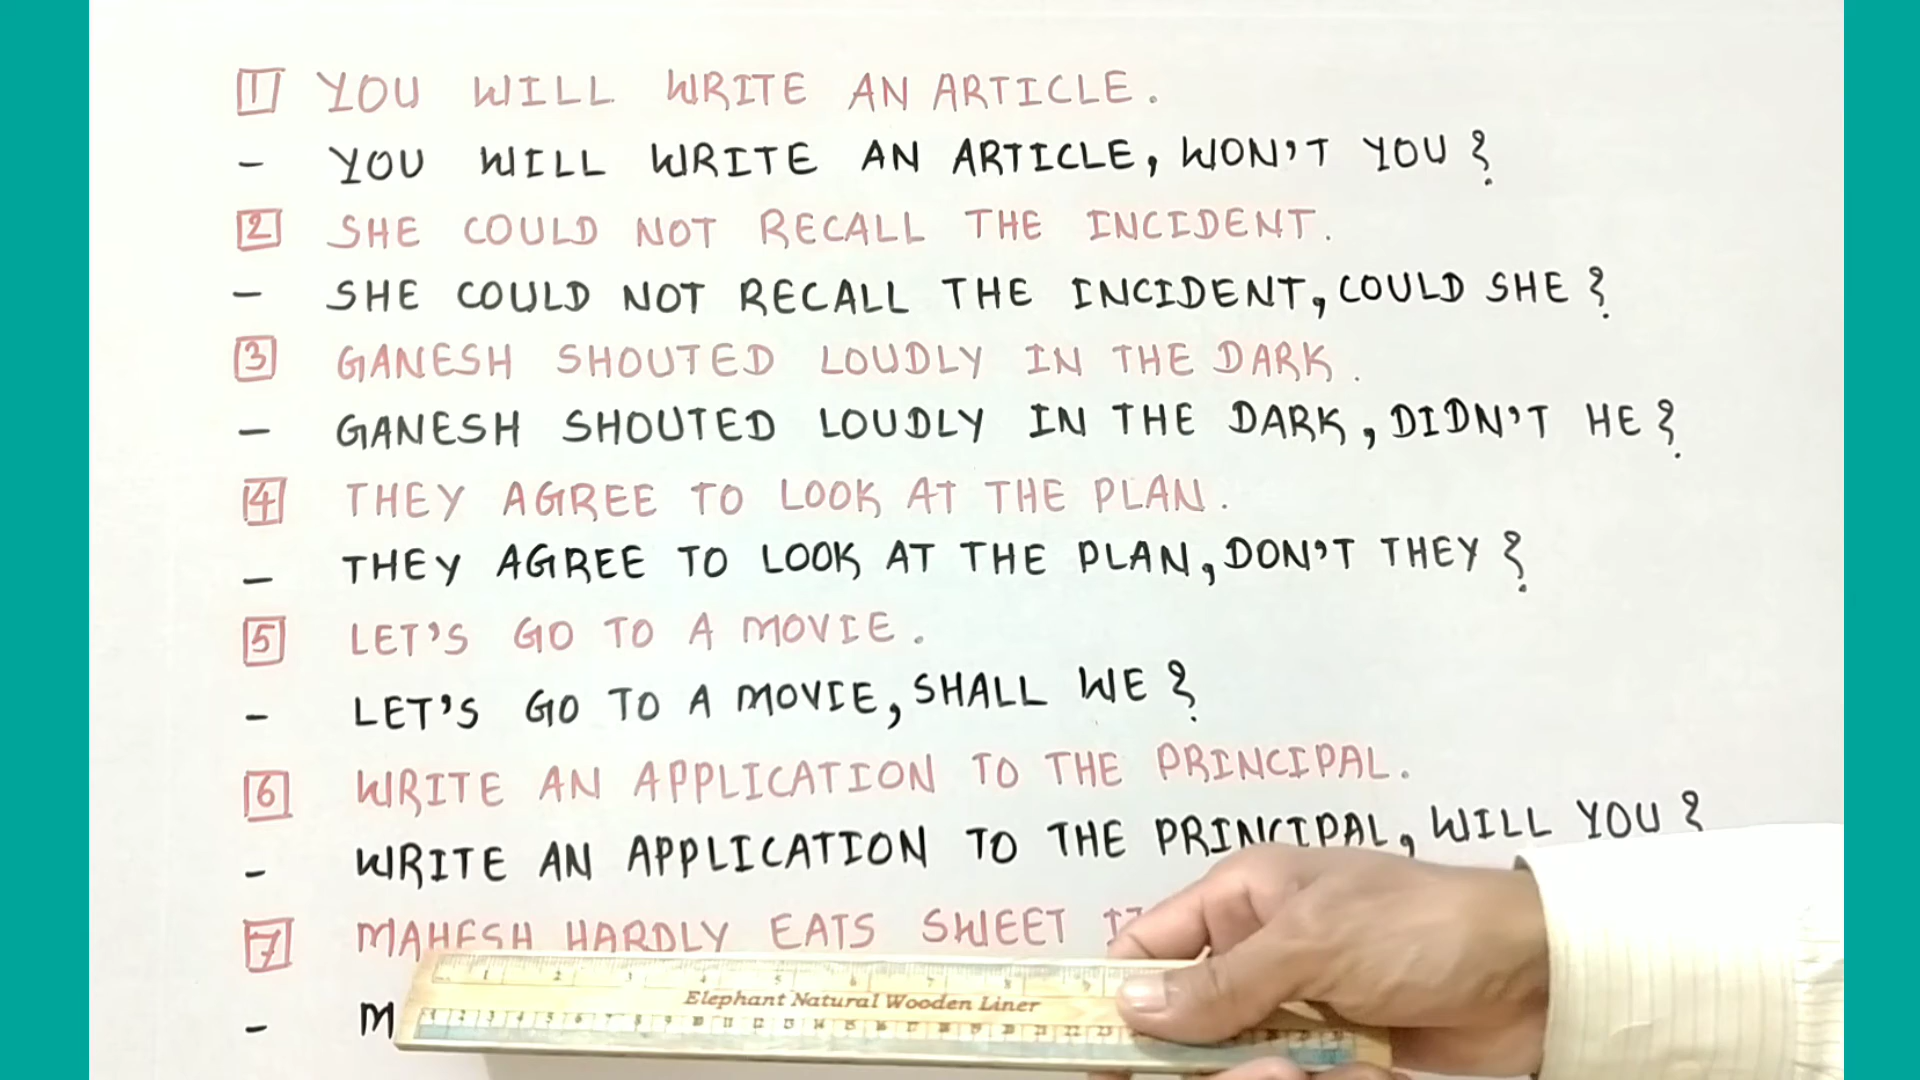 1 YOU WILL WRITE AN ARTICLE.
- YOU WILL WRITE AN ARTICLE, WON'T YOU?
2 SHE COULD NOT RECALL THE INCIDENT.
- SHE COULD NOT RECALL THE INCIDENT, COULD SHE?
3 GANESH SHOUTED LOUDLY IN THE DARK.
- GANESH SHOUTED LOUDLY IN THE DARK, DIDN'T HE?
4 THEY AGREE TO LOOK AT THE PLAN.
- THEY AGREE TO LOOK AT THE PLAN, DON'T THEY?
5 LET'S GO TO A MOVIE.
- LET'S GO TO A MOVIE, SHALL WE?
6 WRITE AN APPLICATION TO THE PRINCIPAL.
- WRITE AN APPLICATION TO THE PRINCIPAL, WILL YOU?
7 MAHESH HARDLY EATS SWEET
- M
Elephant Natural Wooden Liner